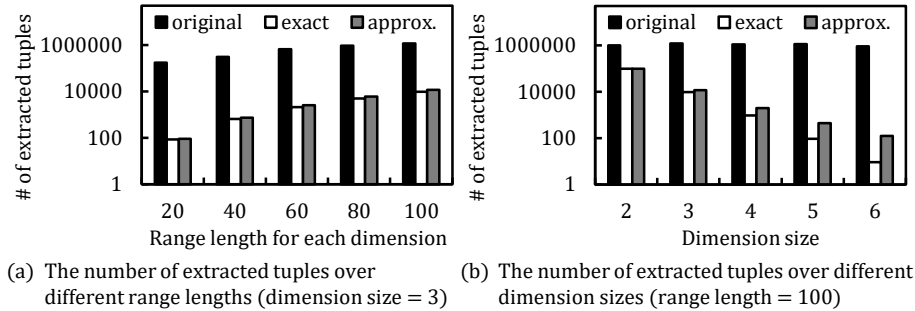 original exact approx.
1000000
10000
100
1
# of extracted tuples
20 40 60 80 100
Range length for each dimension
(a) The number of extracted tuples over
different range lengths (dimension size = 3)
original exact approx.
1000000
10000
100
1
# of extracted tuples
2 3 4 5 6
Dimension size
(b) The number of extracted tuples over different
dimension sizes (range length = 100)